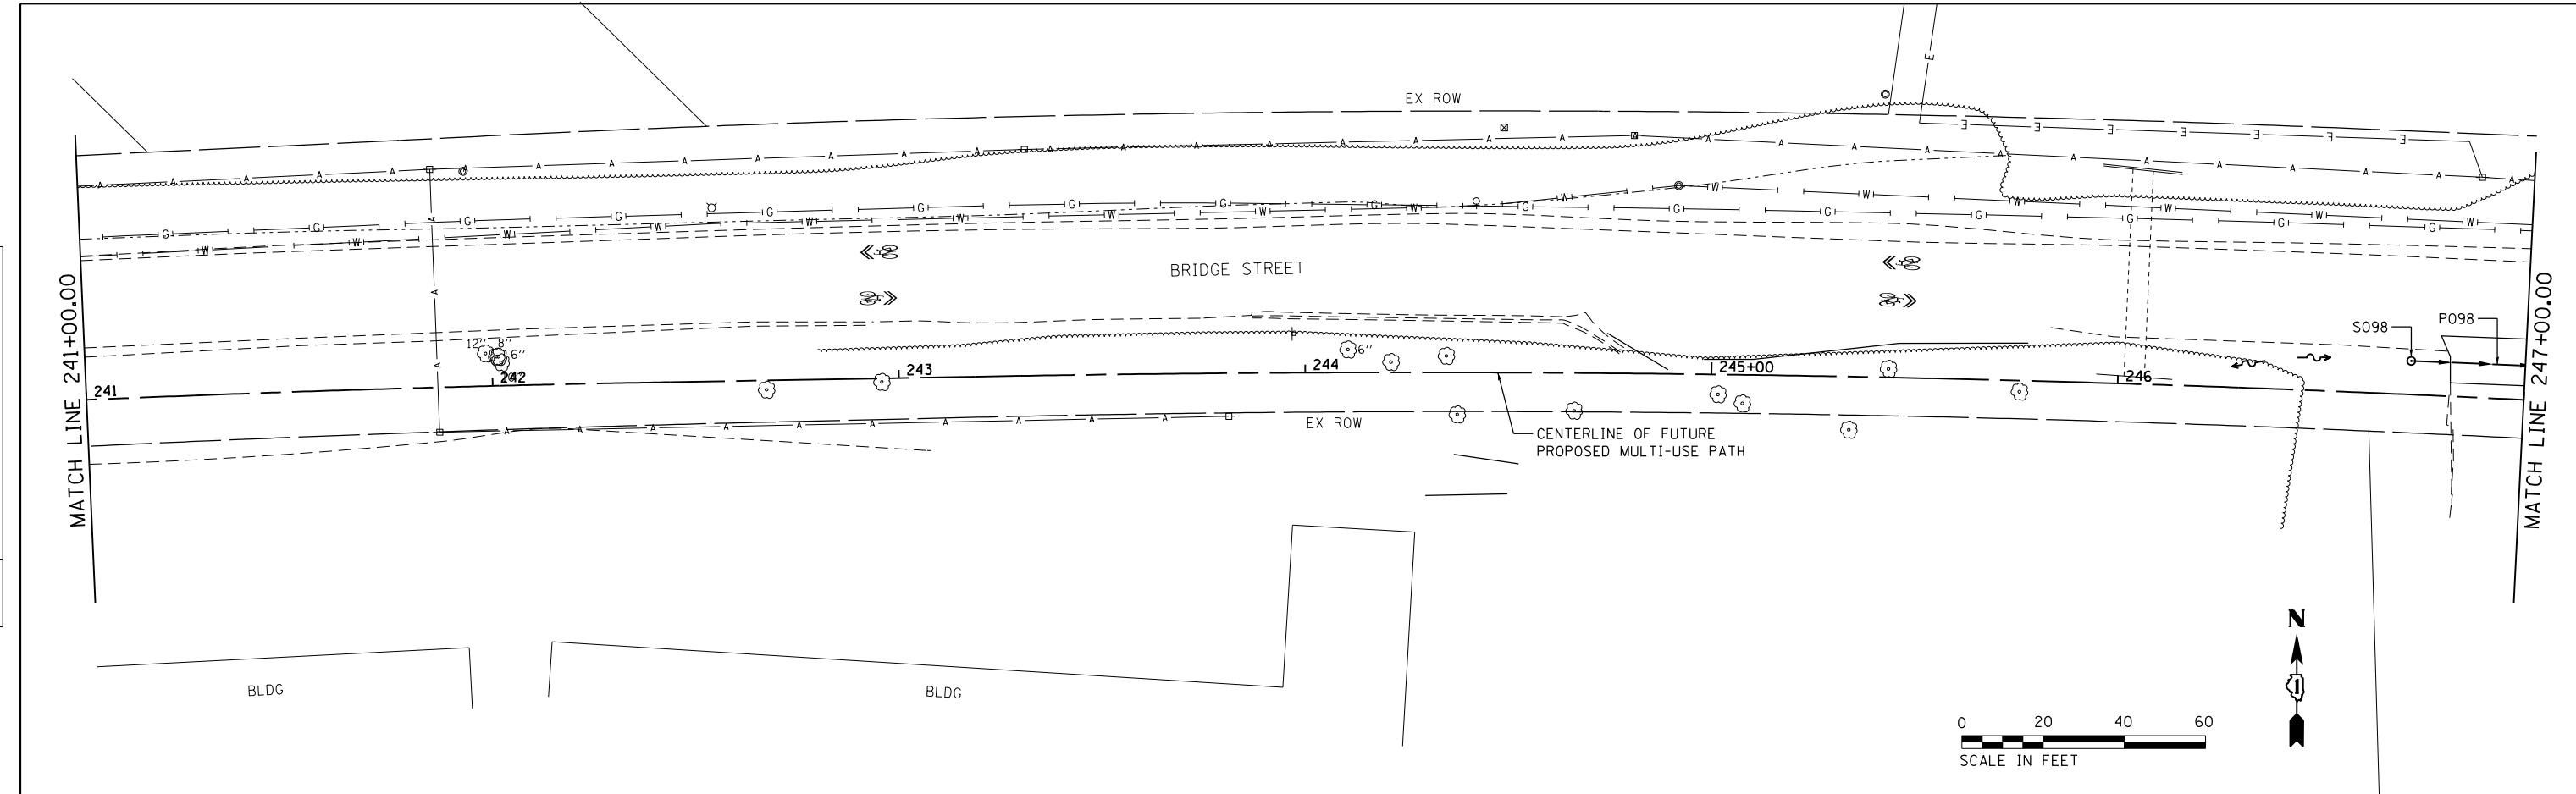 EX ROW
E
E E E E E E E
A A A A A A A A A A A A A A A A A A A A A A A A A A A A A A A A A
G G G G G G G G G G G G G G G G
W W W W W W W W W W W W W W W W
A
A
A
BRIDGE STREET
MATCH LINE 241+00.00
MATCH LINE 247+00.00
S098
P098
12" 8"
6"
6"
241
242
243
244
245+00
246
A A A A A A A A A A
EX ROW
CENTERLINE OF FUTURE
PROPOSED MULTI-USE PATH
BLDG
BLDG
N
1
0 20 40 60
SCALE IN FEET